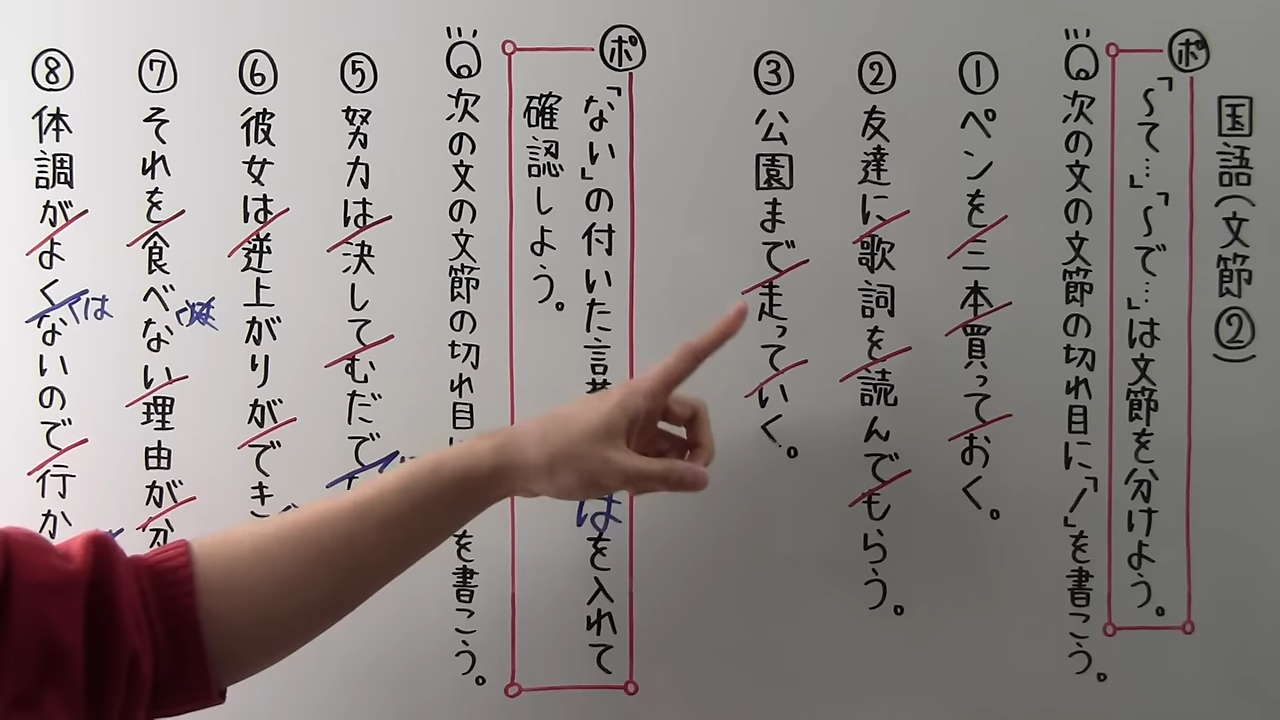 国語(文節②)
ポ
「～て…」「～で…」は文節を分けよう。
Q 次の文の文節の切れ目に「/」を書こう。
① ペンを/三本/買って/おく。
② 友達に/歌詞を/読んで/もらう。
③ 公園まで/走って/いく。
ポ
「ない」の付いた言 はを入れて
確認しよう。
Q 次の文の文節の切れ目 を書こう。
⑤ 努力は/決して/むだで/
⑥ 彼女は/逆上がりが/でき
⑦ それを/食べない/理由が/
⑧ 体調が/よく/ないので/行か
は